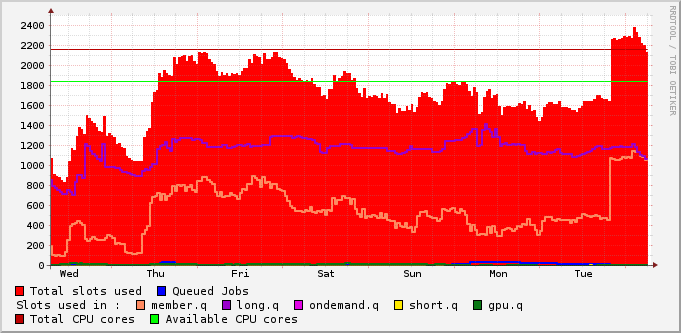 RRDTOOL / TOBI OETIKER
2400
2200
2000
1800
1600
1400
1200
1000
800
600
400
200
0
Wed Thu Fri Sat Sun Mon Tue
Total slots used Queued Jobs
Slots used in : member.q long.q ondemand.q short.q gpu.q
Total CPU cores Available CPU cores